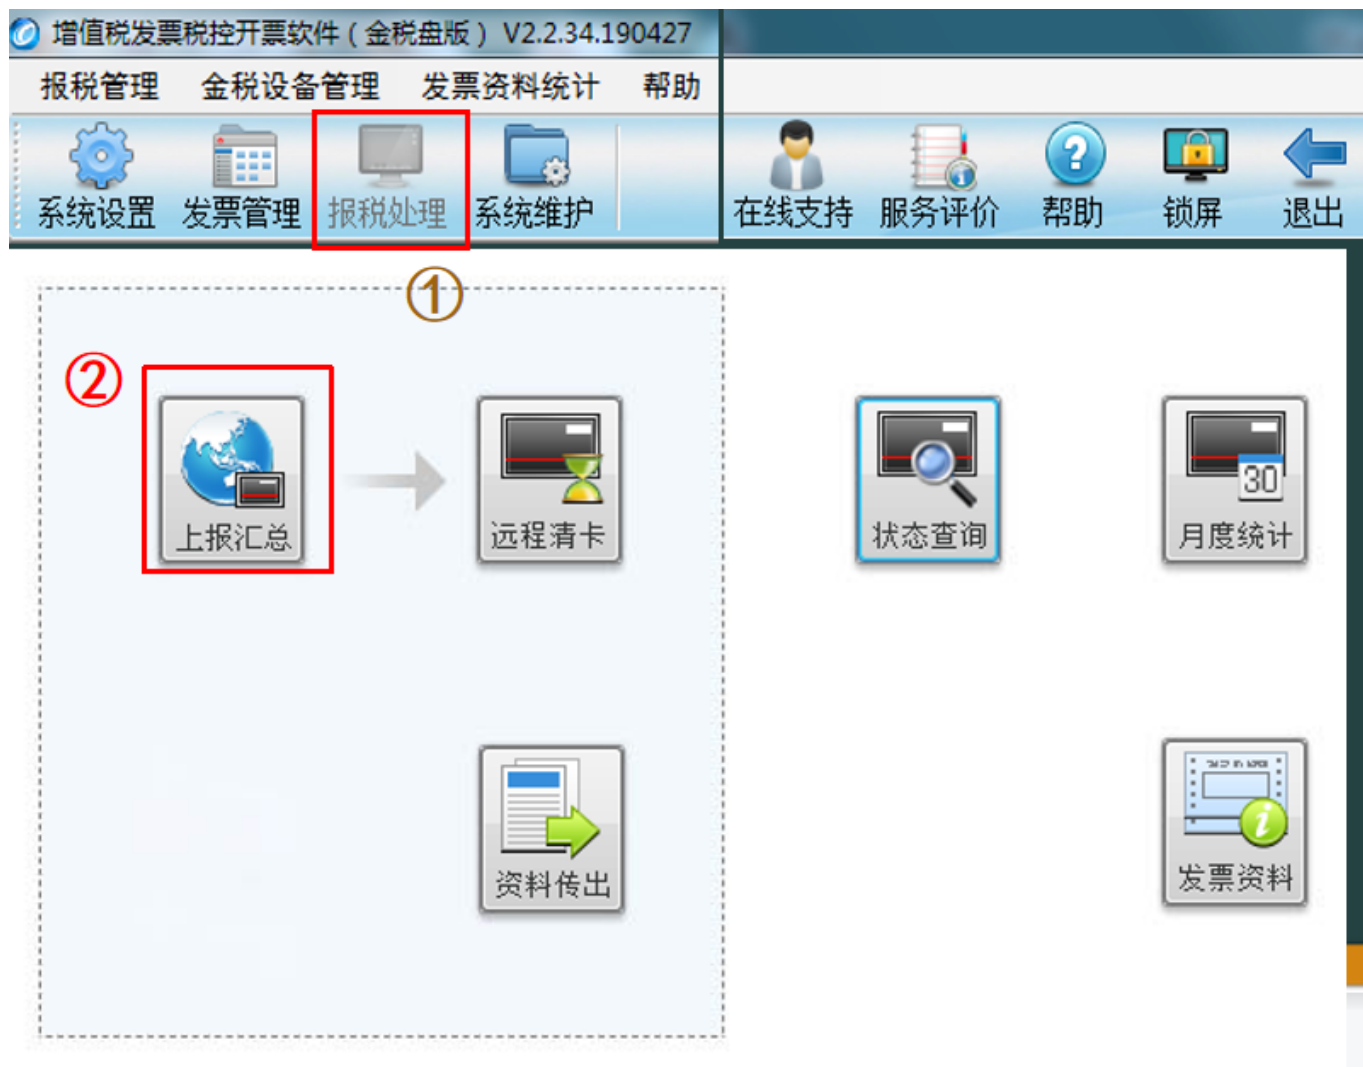 增值税发票税控开票软件（金税盘版） V2.2.34.190427
报税管理 金税设备管理 发票资料统计 帮助
系统设置 发票管理 报税处理 系统维护 在线支持 服务评价 帮助 锁屏 退出
①
②
上报汇总 远程清卡 状态查询 月度统计
30
资料传出 发票资料